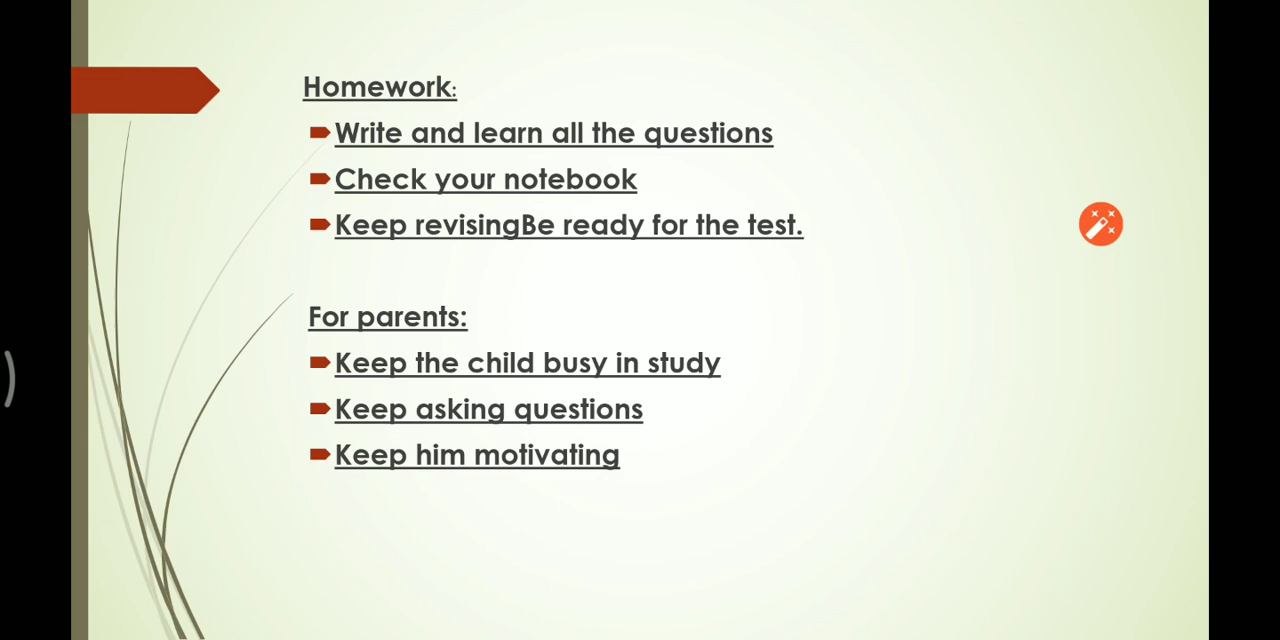 Homework:
Write and learn all the questions
Check your notebook
Keep revisingBe ready for the test.
For parents:
Keep the child busy in study
Keep asking questions
Keep him motivating